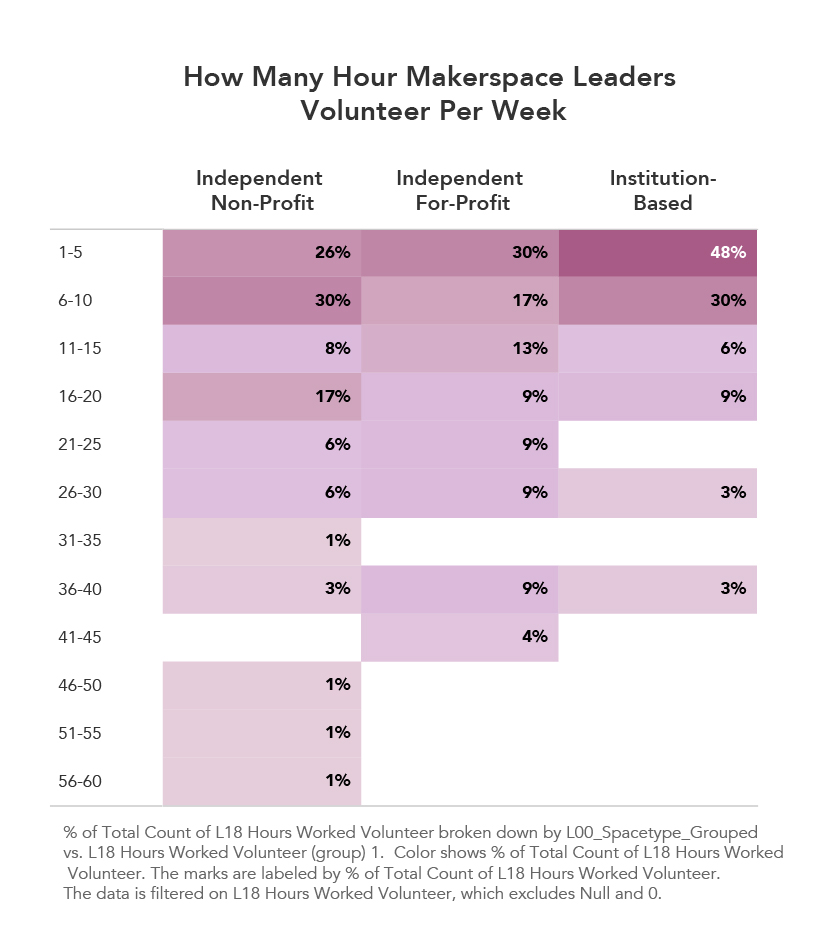 How Many Hour Makerspace Leaders
Volunteer Per Week
Independent Non-Profit Independent For-Profit Institution-Based
1-5 26% 30% 48%
6-10 30% 17% 30%
11-15 8% 13% 6%
16-20 17% 9% 9%
21-25 6% 9%
26-30 6% 9% 3%
31-35 1%
36-40 3% 9% 3%
41-45 4%
46-50 1%
51-55 1%
56-60 1%
% of Total Count of L18 Hours Worked Volunteer broken down by L00_Spacetype_Grouped
vs. L18 Hours Worked Volunteer (group) 1.  Color shows % of Total Count of L18 Hours Worked
Volunteer. The marks are labeled by % of Total Count of L18 Hours Worked Volunteer.
The data is filtered on L18 Hours Worked Volunteer, which excludes Null and 0.